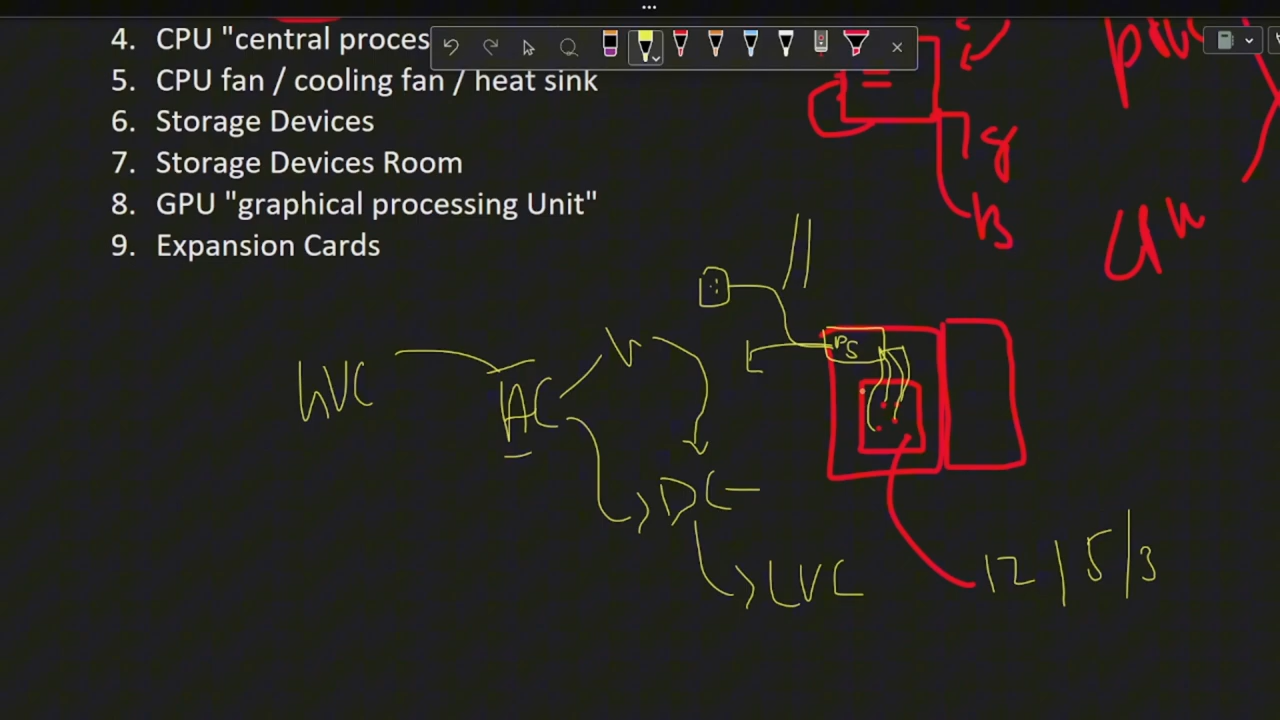 4. CPU "central proces
5. CPU fan / cooling fan / heat sink
6. Storage Devices
7. Storage Devices Room
8. GPU "graphical processing Unit"
9. Expansion Cards
PS
hVC
AC
DC
LVC
12 / 5 / 3